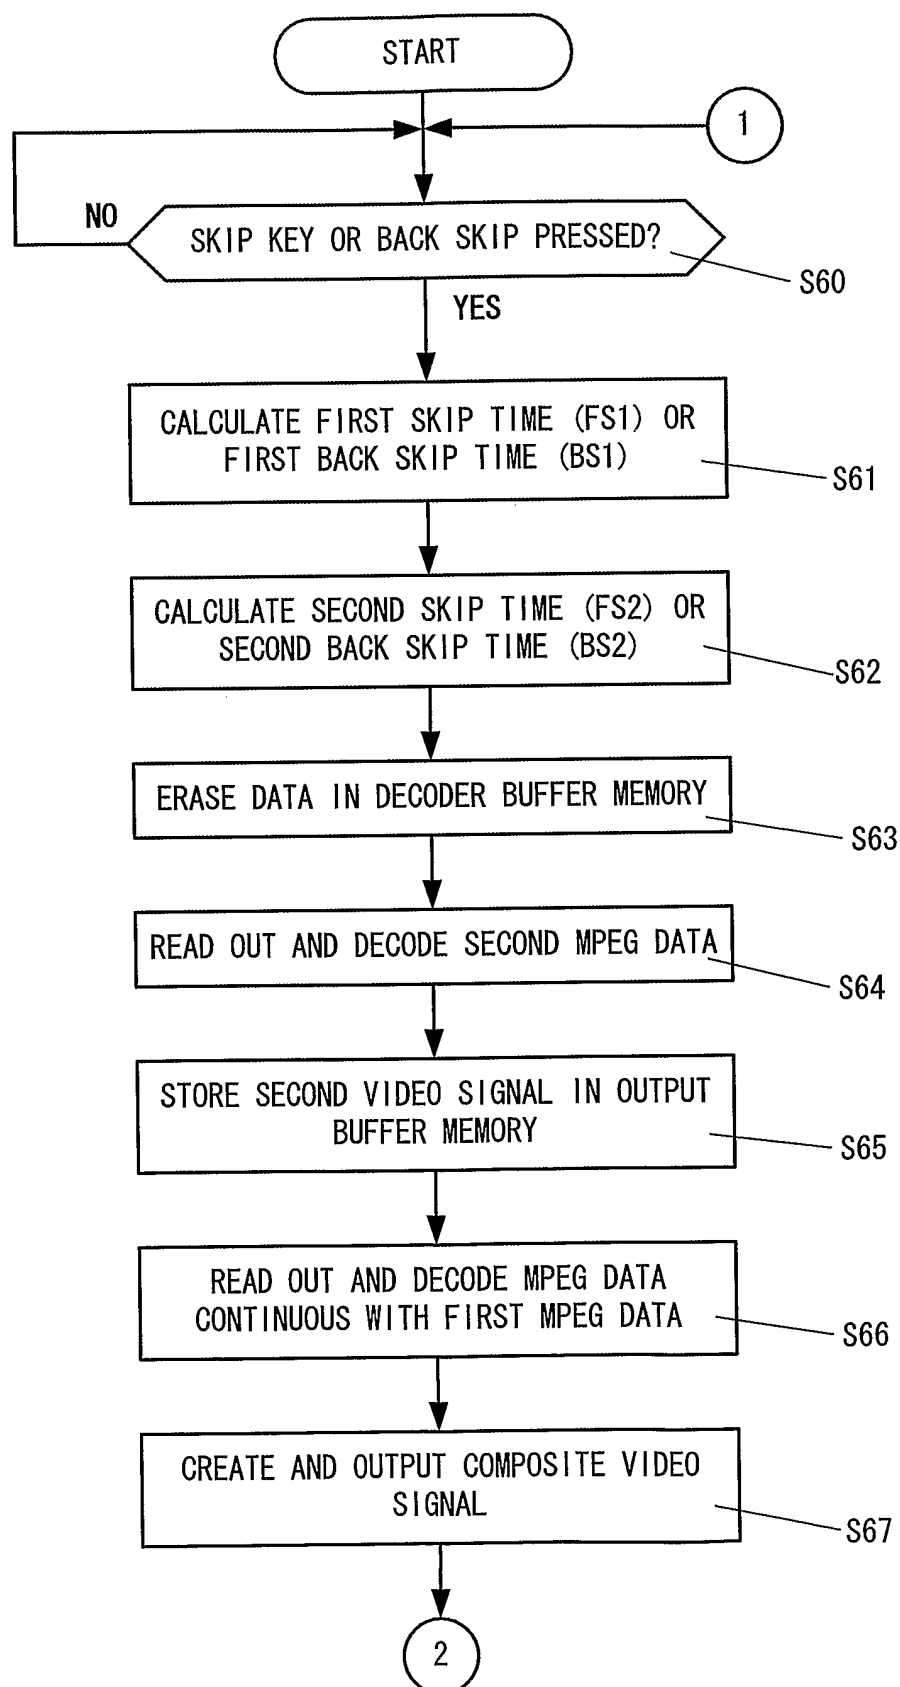 START
1
NO
SKIP KEY OR BACK SKIP PRESSED?
S60
YES
CALCULATE FIRST SKIP TIME (FS1) OR
FIRST BACK SKIP TIME (BS1)
S61
CALCULATE SECOND SKIP TIME (FS2) OR
SECOND BACK SKIP TIME (BS2)
S62
ERASE DATA IN DECODER BUFFER MEMORY
S63
READ OUT AND DECODE SECOND MPEG DATA
S64
STORE SECOND VIDEO SIGNAL IN OUTPUT
BUFFER MEMORY
S65
READ OUT AND DECODE MPEG DATA
CONTINUOUS WITH FIRST MPEG DATA
S66
CREATE AND OUTPUT COMPOSITE VIDEO
SIGNAL
S67
2